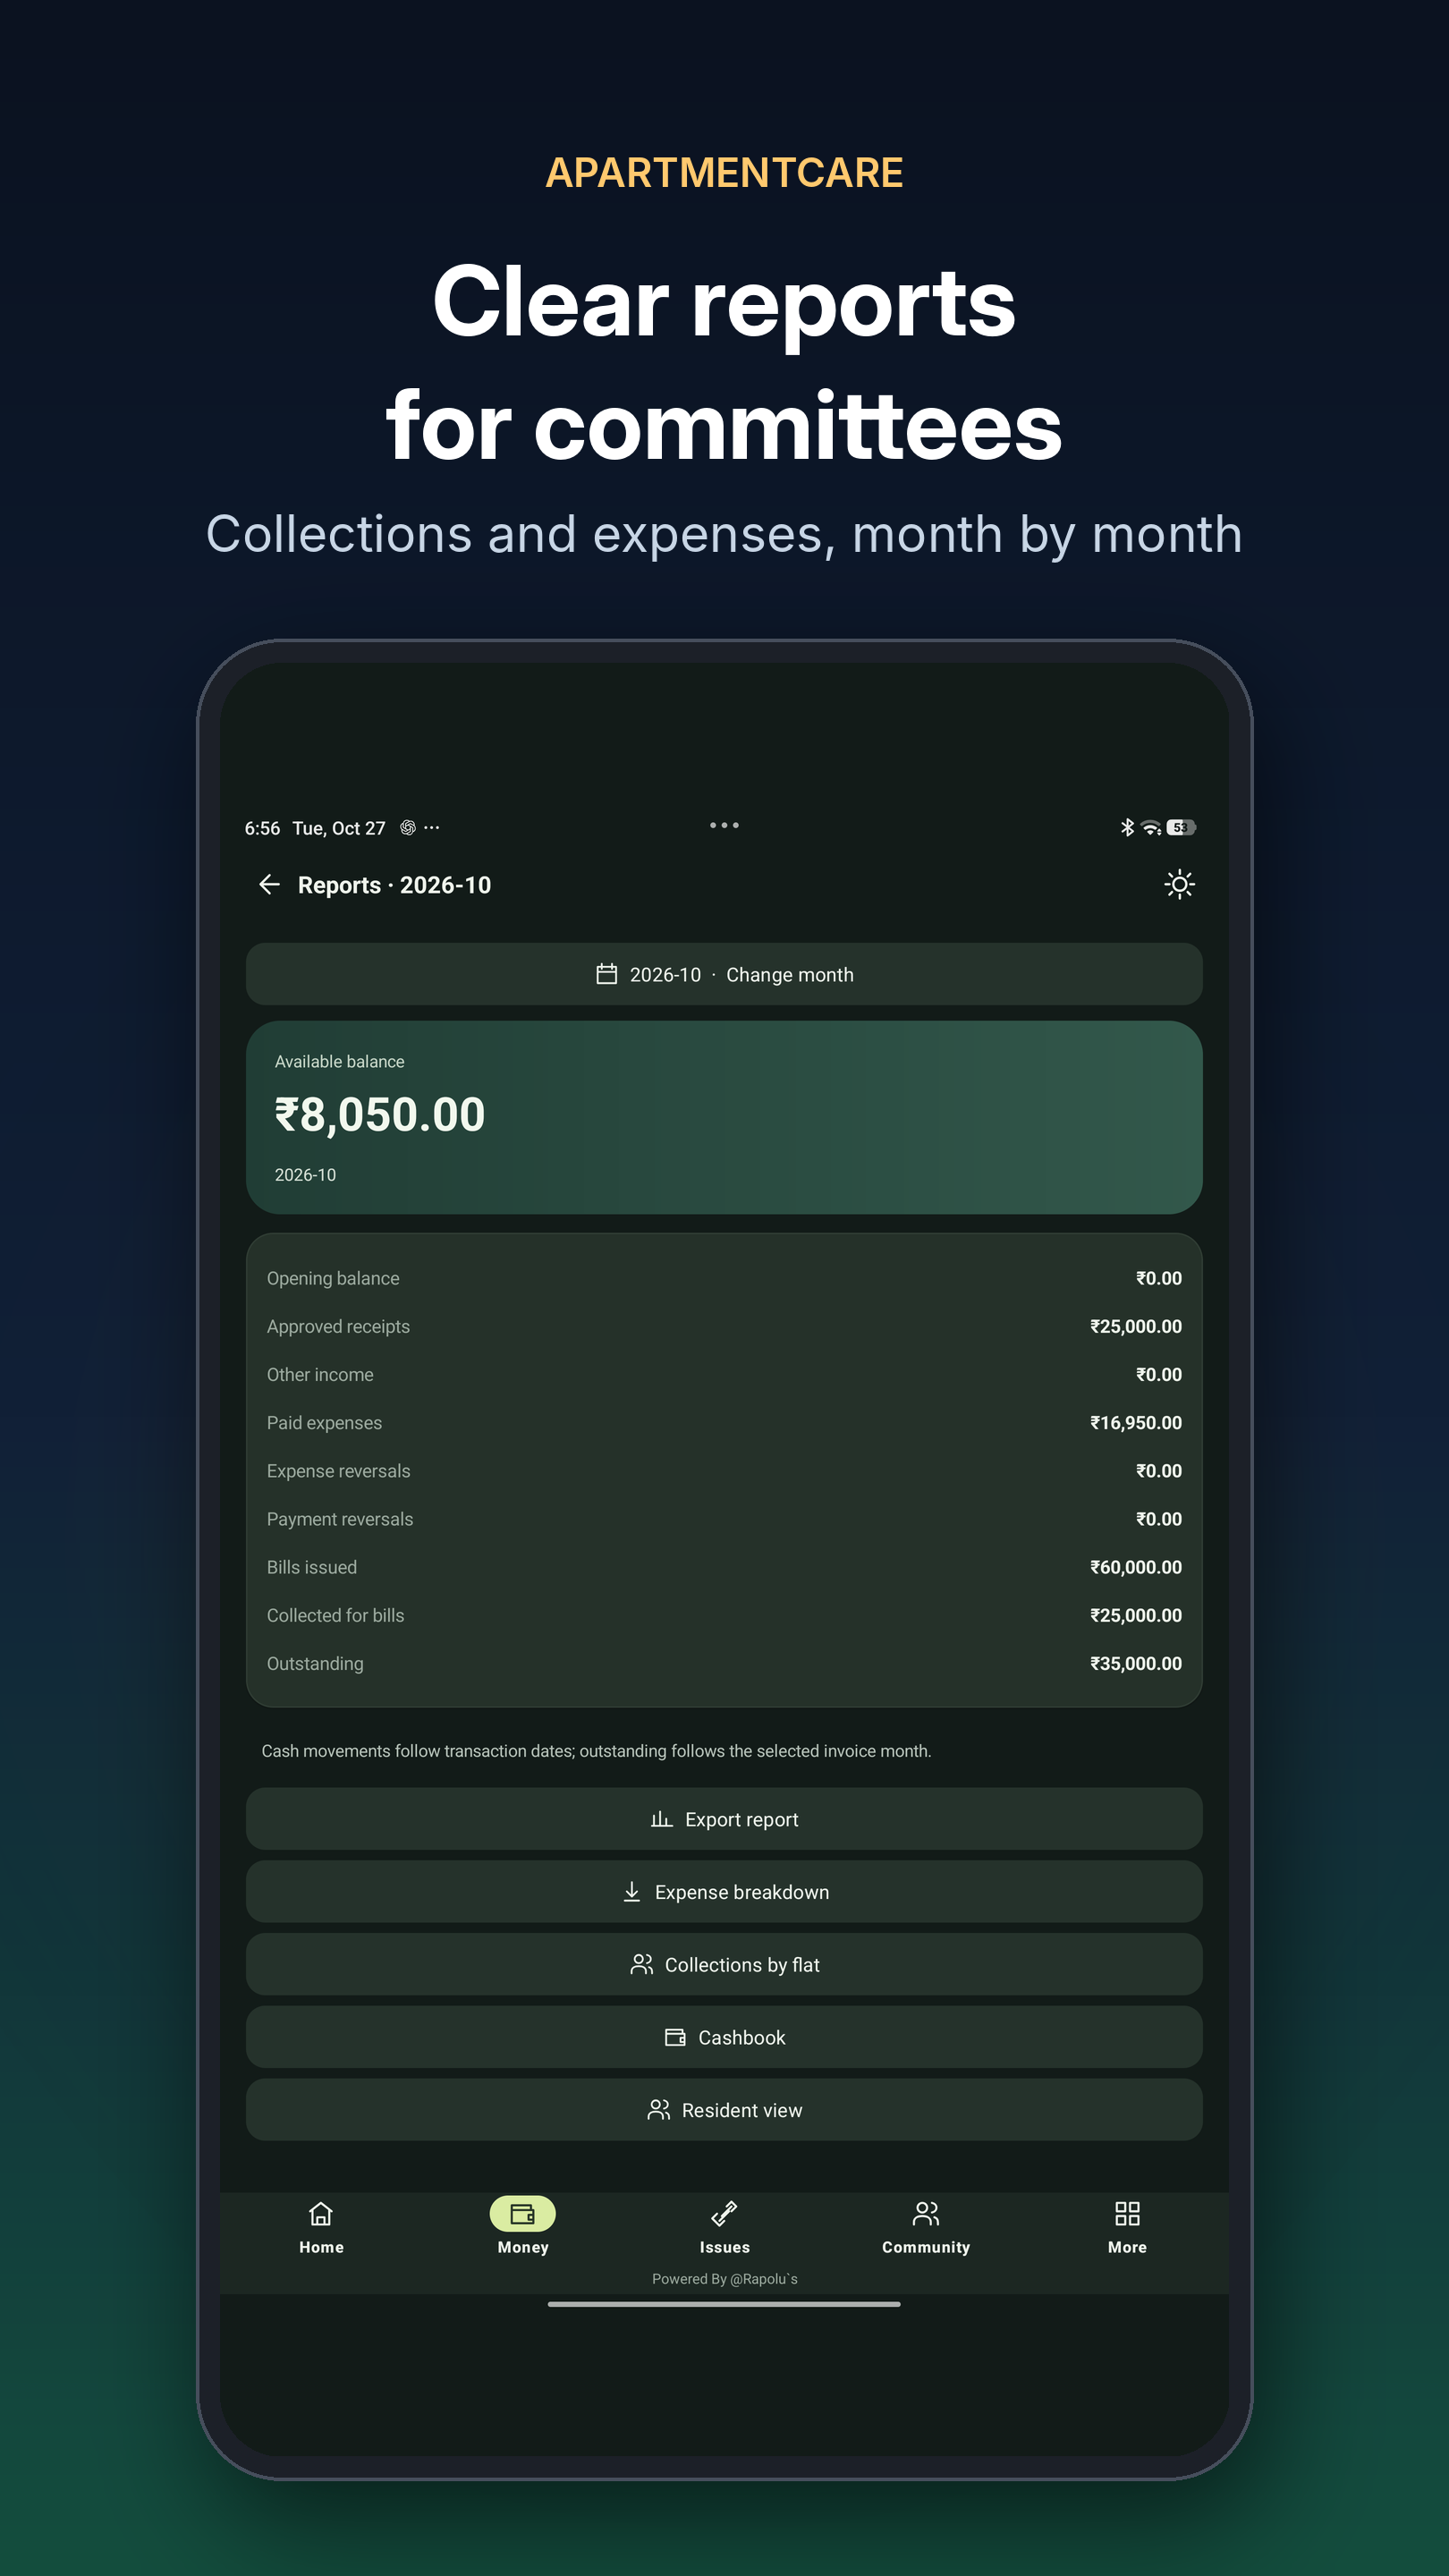 APARTMENTCARE
Clear reports
for committees
Collections and expenses, month by month
6:56 Tue, Oct 27 53
Reports · 2026-10
2026-10 · Change month
Available balance
₹8,050.00
2026-10
Opening balance ₹0.00
Approved receipts ₹25,000.00
Other income ₹0.00
Paid expenses ₹16,950.00
Expense reversals ₹0.00
Payment reversals ₹0.00
Bills issued ₹60,000.00
Collected for bills ₹25,000.00
Outstanding ₹35,000.00
Cash movements follow transaction dates; outstanding follows the selected invoice month.
Export report
Expense breakdown
Collections by flat
Cashbook
Resident view
Home Money Issues Community More
Powered By @Rapolu`s